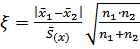 ξ = |x̄₁−x̄₂| / S̄₍ₓ₎ √(n₁·n₂ / n₁+n₂)